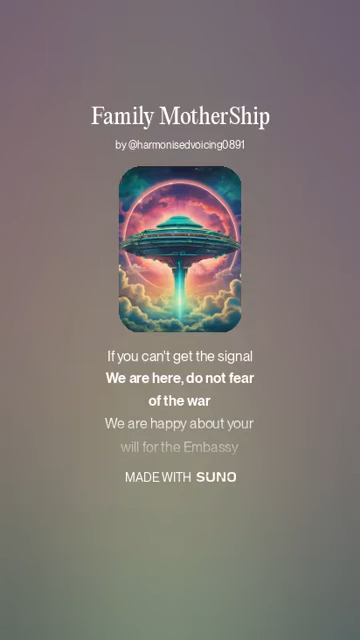 Family MotherShip
by @harmonisedvoicing0891
If you can't get the signal
We are here, do not fear
of the war
We are happy about your
will for the Embassy
MADE WITH SUNO